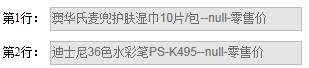 第1行： 澳华氏麦兜护肤湿巾10片/包--null-零售价
第2行： 迪士尼36色水彩笔PS-K495--null-零售价